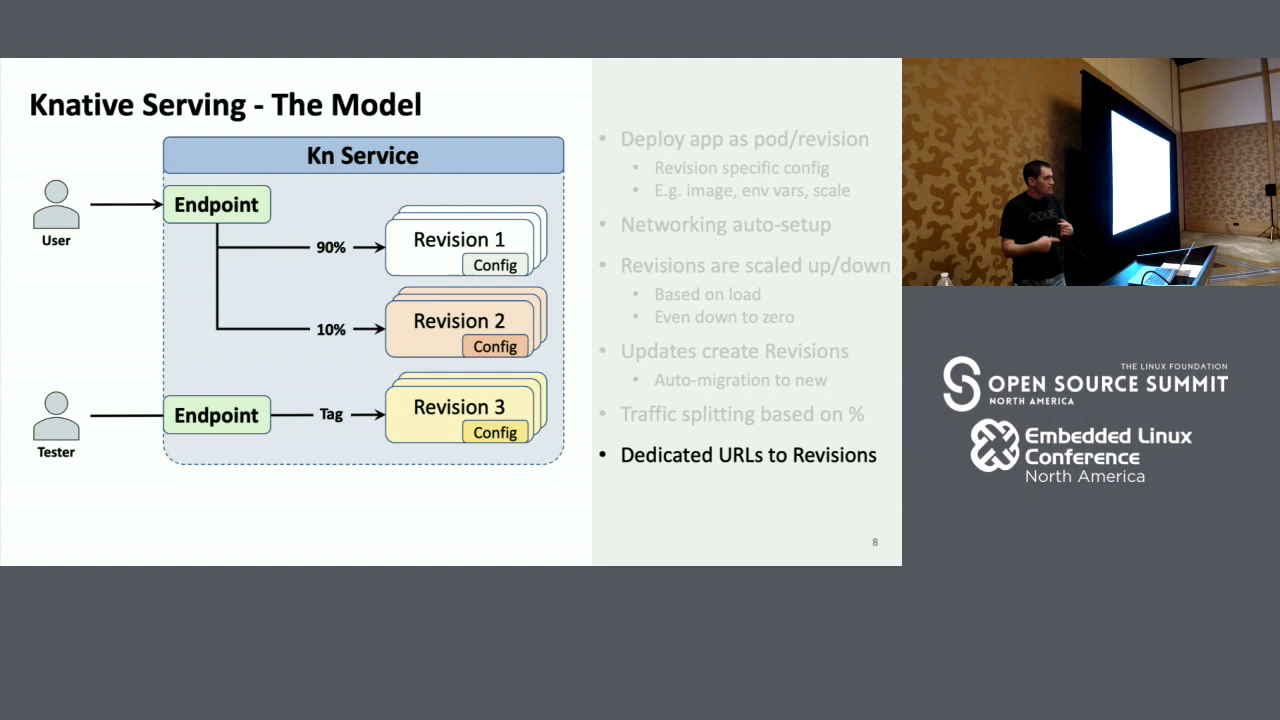 Knative Serving - The Model
Kn Service
User
Endpoint
90%
Revision 1
Config
10%
Revision 2
Config
Tester
Endpoint
Tag
Revision 3
Config
• Deploy app as pod/revision
• Revision specific config
• E.g. image, env vars, scale
• Networking auto-setup
• Revisions are scaled up/down
• Based on load
• Even down to zero
• Updates create Revisions
• Auto-migration to new
• Traffic splitting based on %
• Dedicated URLs to Revisions
8
CODE
THE LINUX FOUNDATION
OPEN SOURCE SUMMIT
NORTH AMERICA
Embedded Linux
Conference
North America